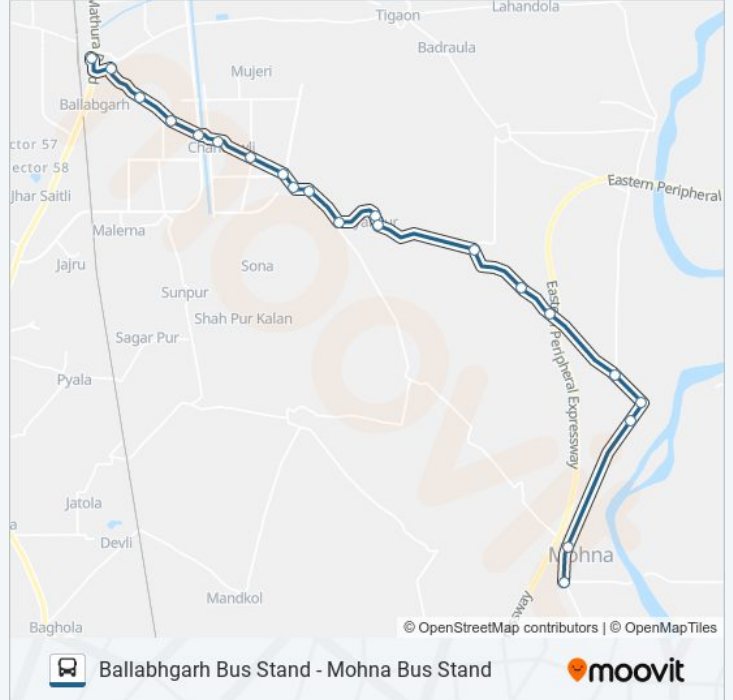 Mathura
Lahandola
Tigaon
Badraula
Mujeri
Ballabgarh
ctor 57
ector 58
Eastern Peripheral
Jhar Saitli
Malerna
Jajru
Sona
Sunpur
Shah Pur Kalan
Sagar Pur
Peripheral Expressway
Pyala
Jatola
Devli
Mohna
Mandkol
sway
Baghola
© OpenStreetMap contributors | © OpenMapTiles
Ballabhgarh Bus Stand - Mohna Bus Stand
moovit